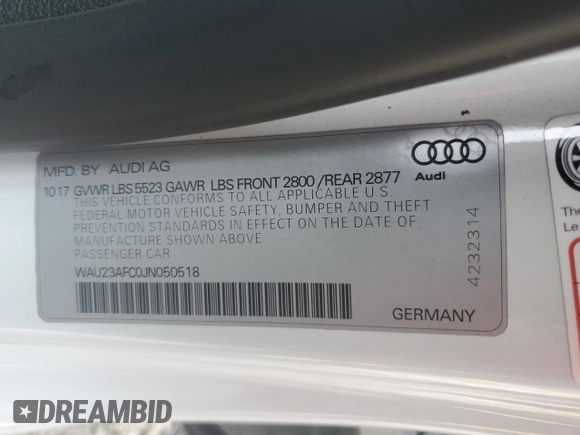 MFD. BY AUDI AG
Audi
10 17 GVWR LBS 5523 GAWR LBS FRONT 2800 /REAR 2877
THIS VEHICLE CONFORMS TO ALL APPLICABLE U S
FEDERAL MOTOR VEHICLE SAFETY, BUMPER AND THEFT
PREVENTION STANDARDS IN EFFECT ON THE DATE OF
MANUFACTURE SHOWN ABOVE
PASSENGER CAR
WAU23AFC0JN050518
4232314
GERMANY
The
Le
DREAMBID